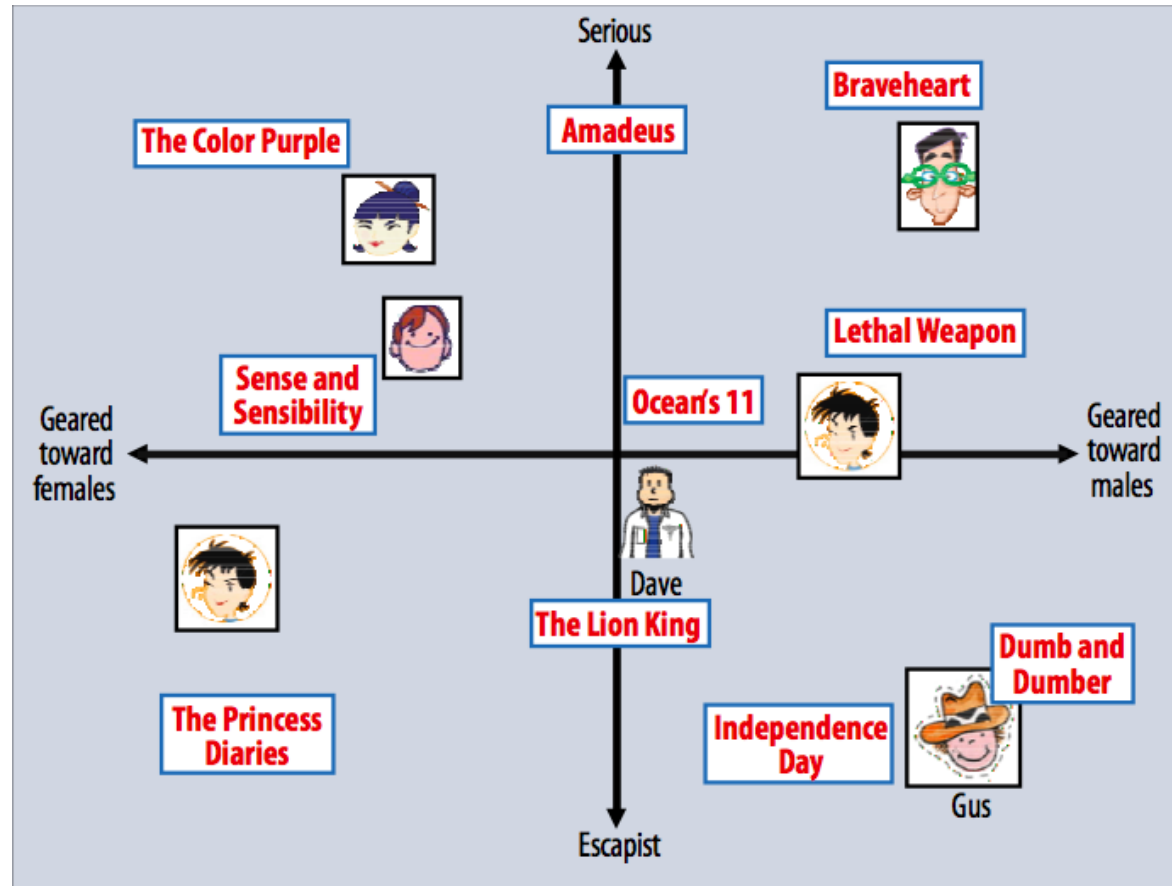 Serious
Braveheart
Amadeus
The Color Purple
Lethal Weapon
Sense and
Sensibility
Ocean's 11
Geared
toward
females
Geared
toward
males
Dave
The Lion King
Dumb and
Dumber
The Princess
Diaries
Independence
Day
Gus
Escapist